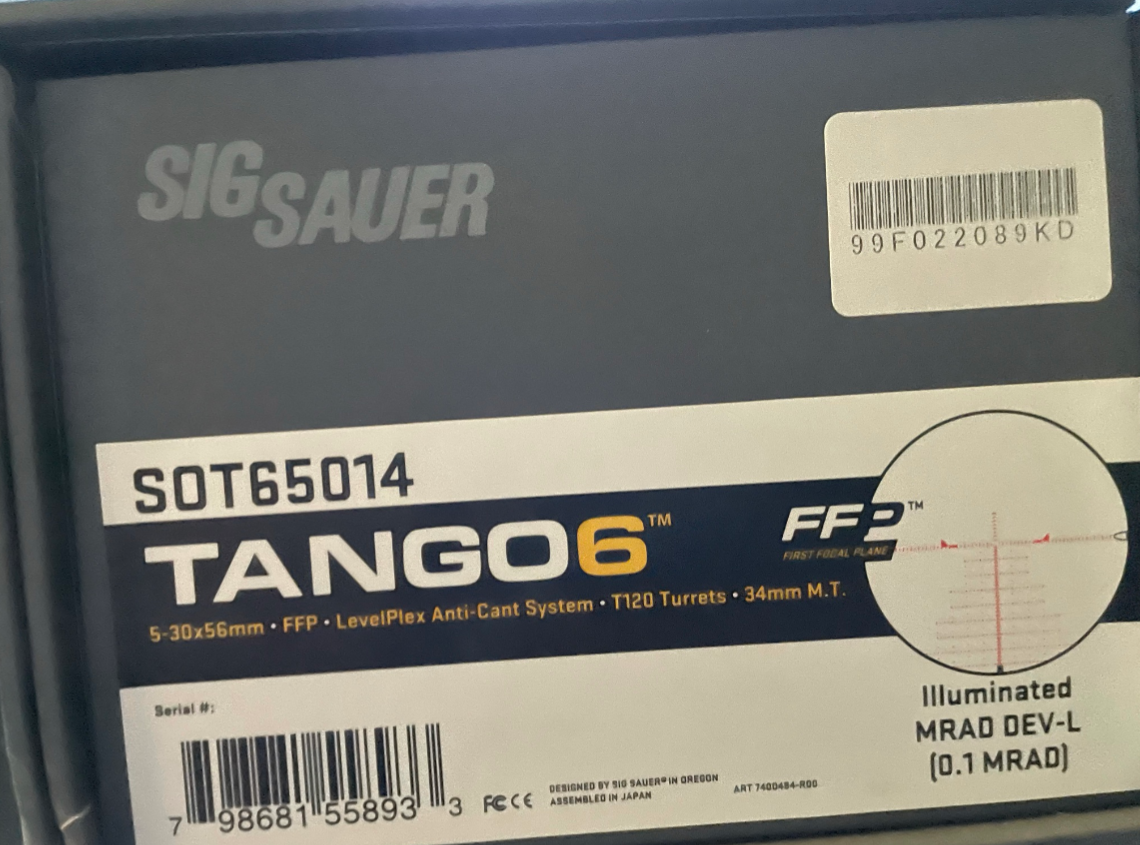 SIG SAUER
99F022089KD
SOT65014
TANGO6™
FF2™
FIRST FOCAL PLANE
5-30x56mm • FFP • LevelPlex Anti-Cant System • T120 Turrets • 34mm M.T.
Illuminated
MRAD DEV-L
(0.1 MRAD)
Serial #:
7 98681 55893 3
FC CE
DESIGNED BY SIG SAUER® IN OREGON
ASSEMBLED IN JAPAN
ART 7400484-R00